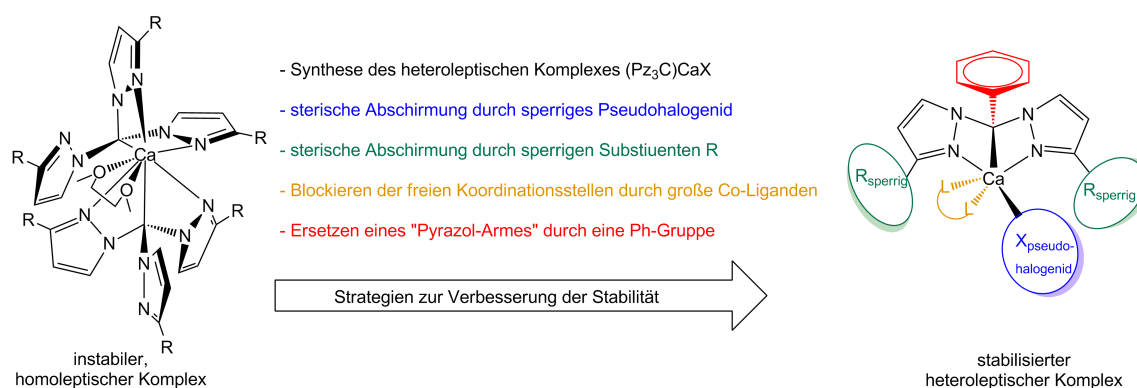 R
R
N
N
- Synthese des heteroleptischen Komplexes (Pz₃C)CaX
- sterische Abschirmung durch sperriges Pseudohalogenid
- sterische Abschirmung durch sperrigen Substiuenten R
- Blockieren der freien Koordinationsstellen durch große Co-Liganden
- Ersetzen eines "Pyrazol-Armes" durch eine Ph-Gruppe
Strategien zur Verbesserung der Stabilität
N
N
N
N
R
R
Ca
O
O
N
R
R
N
N
N
N
N
R
instabiler,
homoleptischer Komplex
N
N
N
N
Rsperrig
Ca
L
L
Rsperrig
Xpseudo-
halogenid
stabilisierter
heteroleptischer Komplex